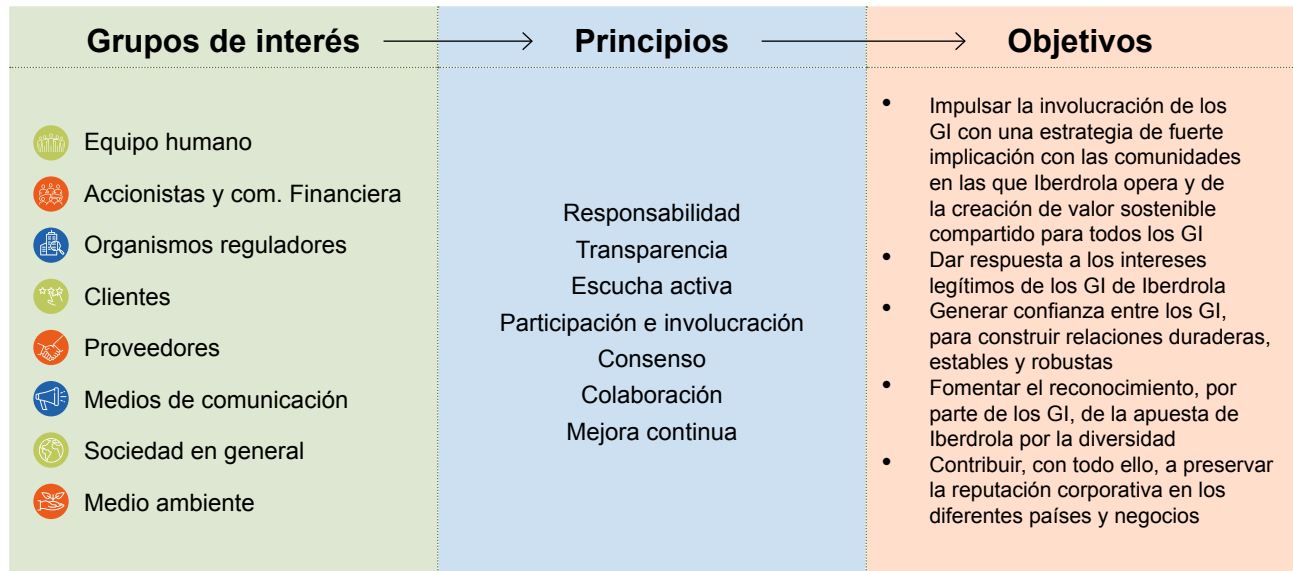 Grupos de interés
Principios
Objetivos
Equipo humano
Accionistas y com. Financiera
Organismos reguladores
Clientes
Proveedores
Medios de comunicación
Sociedad en general
Medio ambiente
Responsabilidad
Transparencia
Escucha activa
Participación e involucración
Consenso
Colaboración
Mejora continua
• Impulsar la involucración de los
GI con una estrategia de fuerte
implicación con las comunidades
en las que Iberdrola opera y de
la creación de valor sostenible
compartido para todos los GI
• Dar respuesta a los intereses
legítimos de los GI de Iberdrola
• Generar confianza entre los GI,
para construir relaciones duraderas,
estables y robustas
• Fomentar el reconocimiento, por
parte de los GI, de la apuesta de
Iberdrola por la diversidad
• Contribuir, con todo ello, a preservar
la reputación corporativa en los
diferentes países y negocios